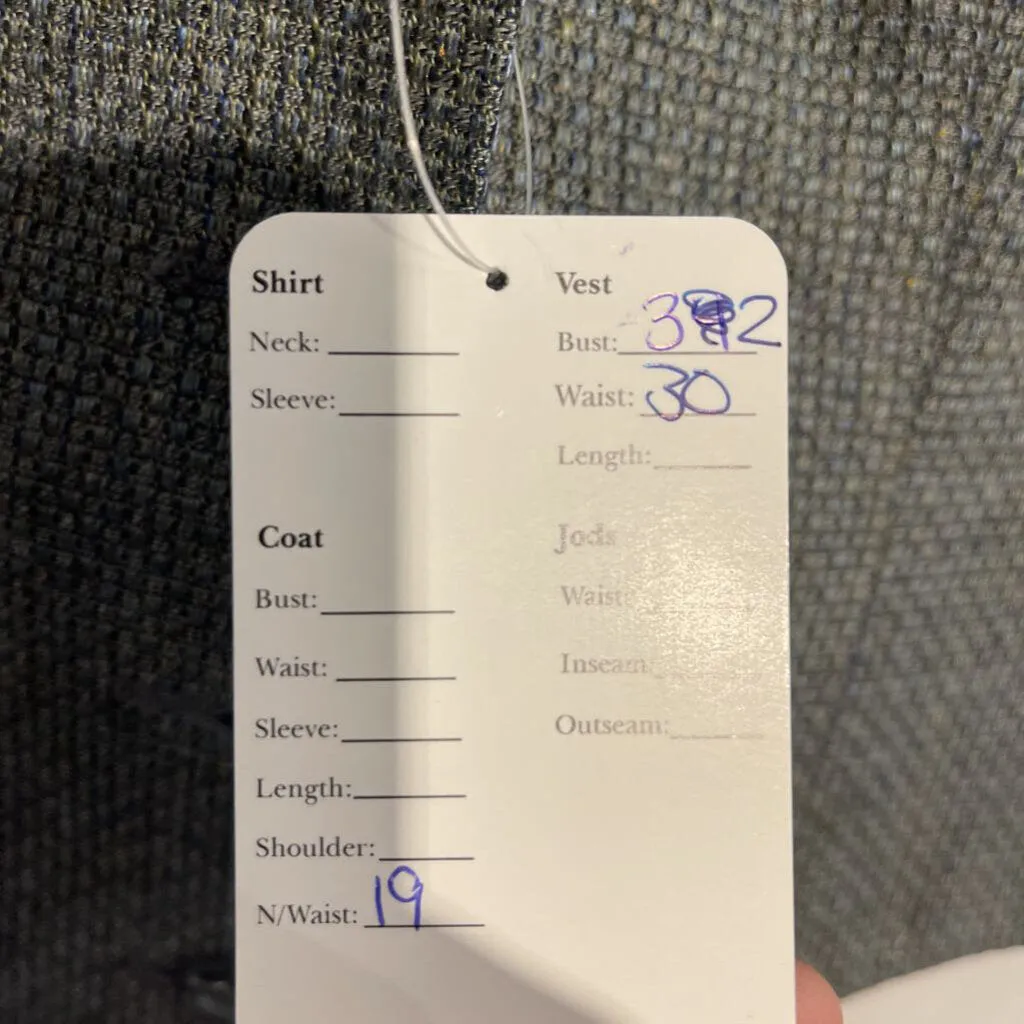 Shirt
Neck:
Sleeve:
Coat
Bust:
Waist:
Sleeve:
Length:
Shoulder:
N/Waist: 19
Vest
Bust:
Waist: 30
Length:
Jods
Waist:
Inseam:
Outseam: